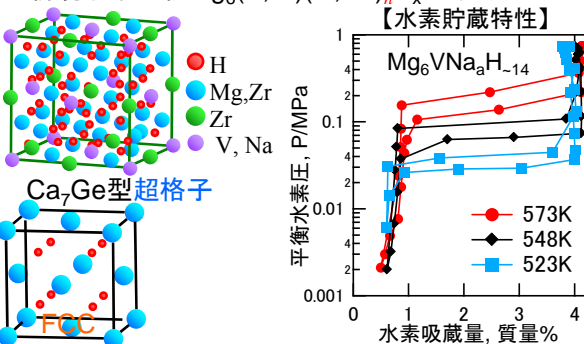 【水素貯蔵特性】
H
Mg,Zr
Zr
V, Na
Ca₇Ge型超格子
FCC
Mg₆VNaₐH~₁₄
平衡水素圧, P/MPa
1
0.1
0.01
0.001
2
4
2
4
2
4
573K
548K
523K
0
1
2
3
4
水素吸蔵量, 質量%